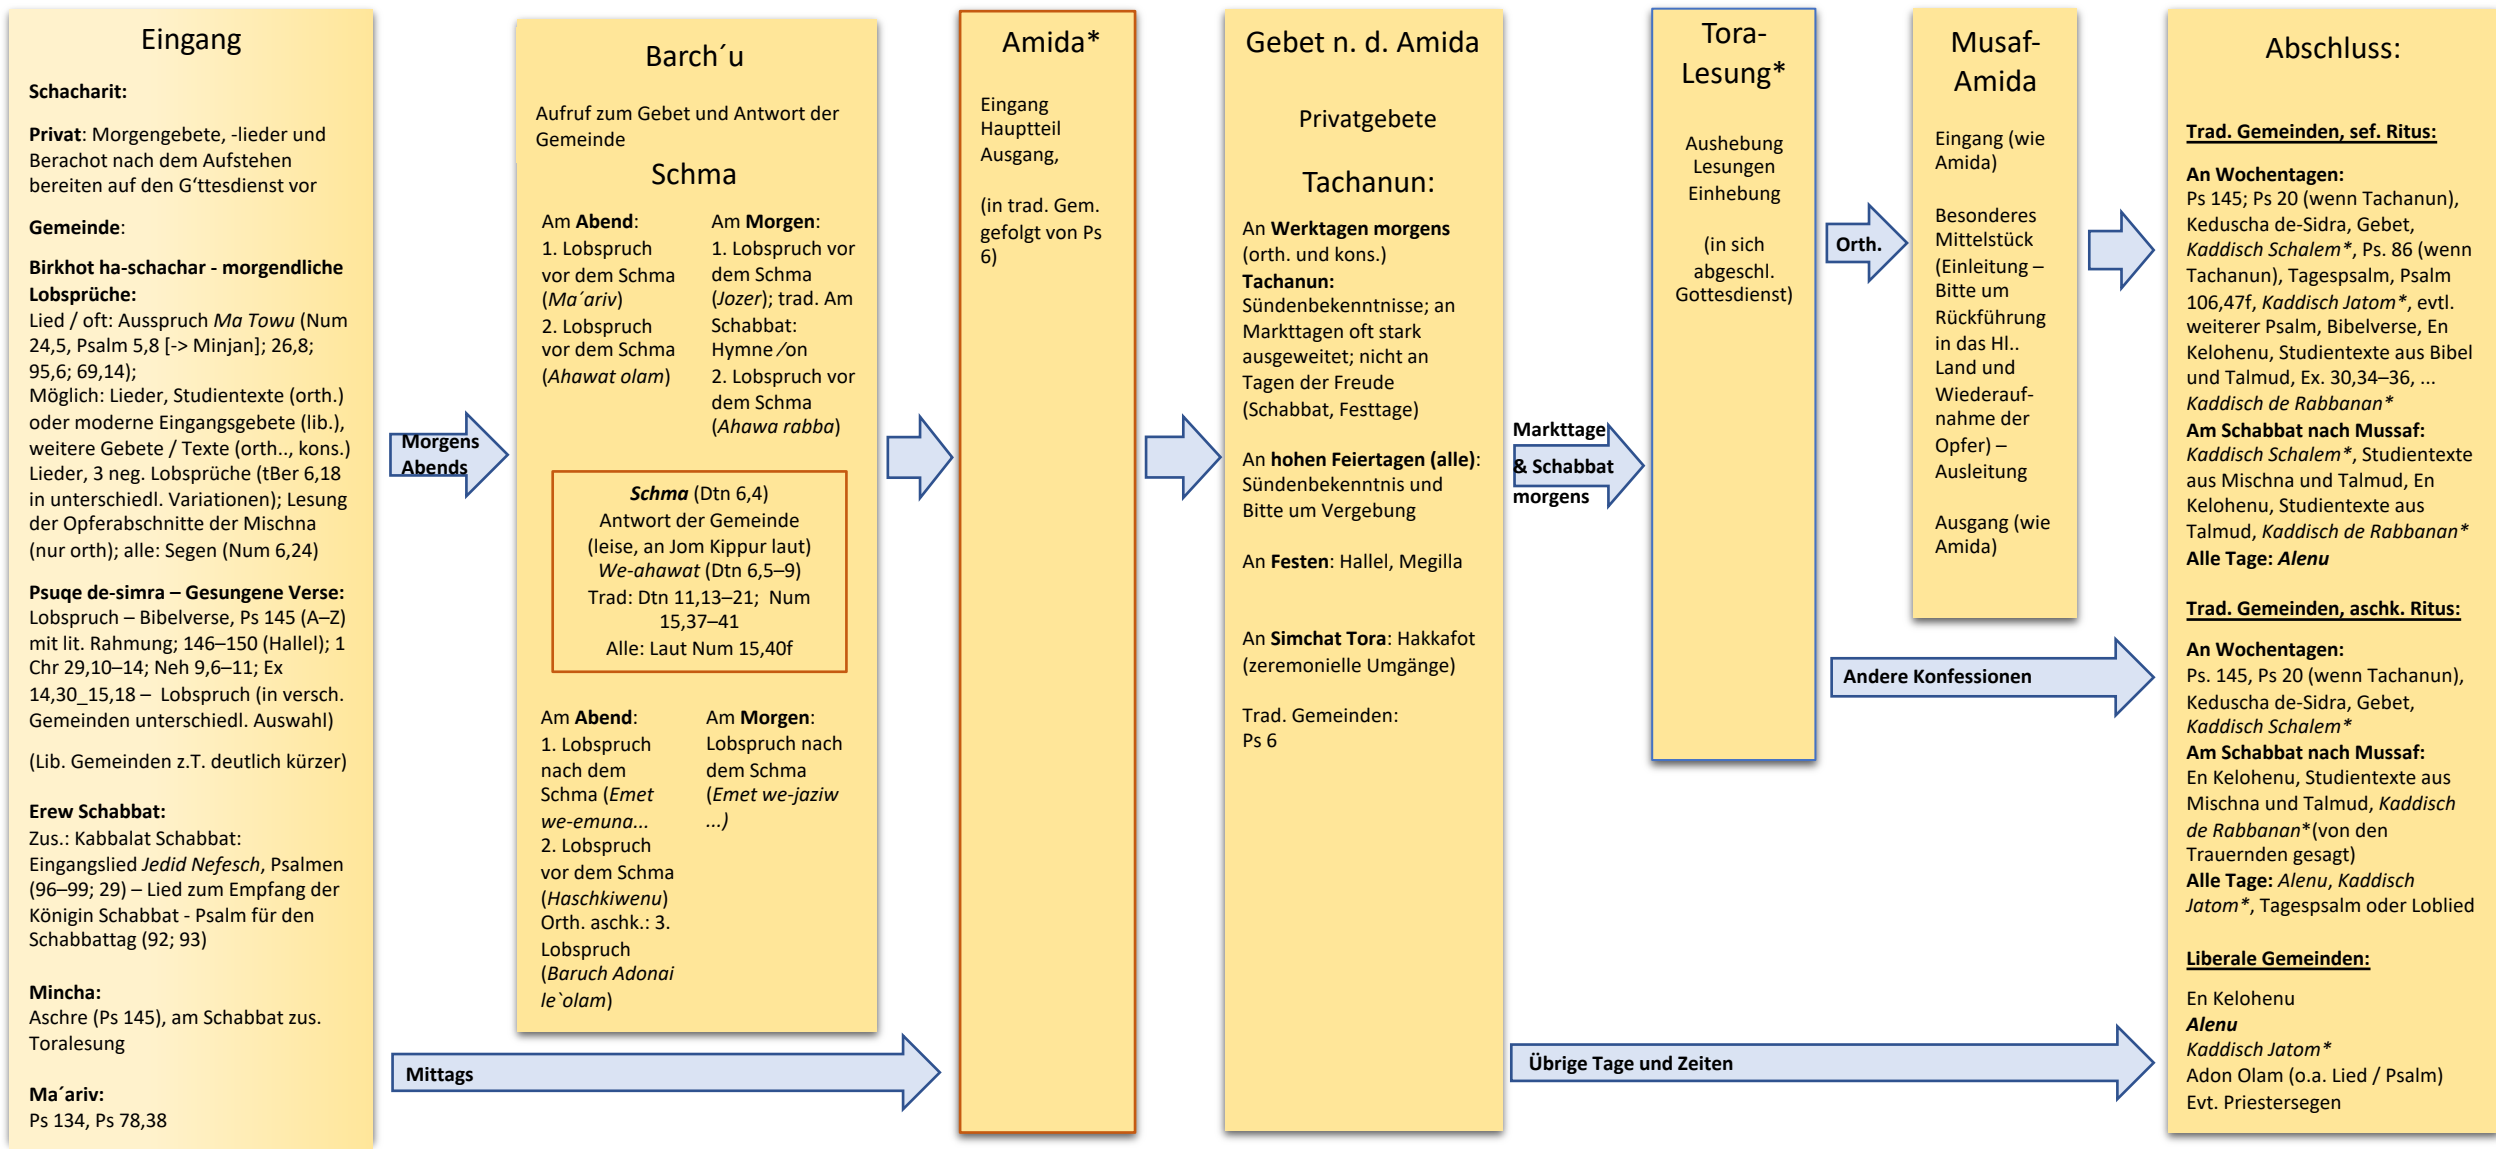 Eingang
Schacharit:
Privat: Morgengebete, -lieder und
Berachot nach dem Aufstehen
bereiten auf den G‘ttesdienst vor
Gemeinde:
Birkhot ha-schachar - morgendliche
Lobsprüche:
Lied / oft: Ausspruch Ma Towu (Num
24,5, Psalm 5,8 [-> Minjan]; 26,8;
95,6; 69,14);
Möglich: Lieder, Studientexte (orth.)
oder moderne Eingangsgebete (lib.),
weitere Gebete / Texte (orth.., kons.)
Lieder, 3 neg. Lobsprüche (tBer 6,18
in unterschiedl. Variationen); Lesung
der Opferabschnitte der Mischna
(nur orth); alle: Segen (Num 6,24)
Psuqe de-simra – Gesungene Verse:
Lobspruch – Bibelverse, Ps 145 (A–Z)
mit lit. Rahmung; 146–150 (Hallel); 1
Chr 29,10–14; Neh 9,6–11; Ex
14,30_15,18 – Lobspruch (in versch.
Gemeinden unterschiedl. Auswahl)
(Lib. Gemeinden z.T. deutlich kürzer)
Erew Schabbat:
Zus.: Kabbalat Schabbat:
Eingangslied Jedid Nefesch, Psalmen
(96–99; 29) – Lied zum Empfang der
Königin Schabbat - Psalm für den
Schabbattag (92; 93)
Mincha:
Aschre (Ps 145), am Schabbat zus.
Toralesung
Ma´ariv:
Ps 134, Ps 78,38
Morgens
Abends
Mittags
Barch´u
Aufruf zum Gebet und Antwort der
Gemeinde
Schma
Am Abend:
1. Lobspruch
vor dem Schma
(Ma´ariv)
2. Lobspruch
vor dem Schma
(Ahawat olam)
Am Morgen:
1. Lobspruch vor
dem Schma
(Jozer); trad. Am
Schabbat:
Hymne ⁄on
2. Lobspruch vor
dem Schma
(Ahawa rabba)
Schma (Dtn 6,4)
Antwort der Gemeinde
(leise, an Jom Kippur laut)
We-ahawat (Dtn 6,5–9)
Trad: Dtn 11,13–21; Num
15,37–41
Alle: Laut Num 15,40f
Am Abend:
1. Lobspruch
nach dem
Schma (Emet
we-emuna...
2. Lobspruch
vor dem Schma
(Haschkiwenu)
Orth. aschk.: 3.
Lobspruch
(Baruch Adonai
le`olam)
Am Morgen:
Lobspruch nach
dem Schma
(Emet we-jaziw
...)
Amida*
Eingang
Hauptteil
Ausgang,
(in trad. Gem.
gefolgt von Ps
6)
Gebet n. d. Amida
Privatgebete
Tachanun:
An Werktagen morgens
(orth. und kons.)
Tachanun:
Sündenbekenntnisse; an
Markttagen oft stark
ausgeweitet; nicht an
Tagen der Freude
(Schabbat, Festtage)
An hohen Feiertagen (alle):
Sündenbekenntnis und
Bitte um Vergebung
An Festen: Hallel, Megilla
An Simchat Tora: Hakkafot
(zeremonielle Umgänge)
Trad. Gemeinden:
Ps 6
Markttage
& Schabbat
morgens
Übrige Tage und Zeiten
Tora-
Lesung*
Aushebung
Lesungen
Einhebung
(in sich
abgeschl.
Gottesdienst)
Orth.
Andere Konfessionen
Musaf-
Amida
Eingang (wie
Amida)
Besonderes
Mittelstück
(Einleitung –
Bitte um
Rückführung
in das Hl..
Land und
Wiederauf-
nahme der
Opfer) –
Ausleitung
Ausgang (wie
Amida)
Abschluss:
Trad. Gemeinden, sef. Ritus:
An Wochentagen:
Ps 145; Ps 20 (wenn Tachanun),
Keduscha de-Sidra, Gebet,
Kaddisch Schalem*, Ps. 86 (wenn
Tachanun), Tagespsalm, Psalm
106,47f, Kaddisch Jatom*, evtl.
weiterer Psalm, Bibelverse, En
Kelohenu, Studientexte aus Bibel
und Talmud, Ex. 30,34–36, ...
Kaddisch de Rabbanan*
Am Schabbat nach Mussaf:
Kaddisch Schalem*, Studientexte
aus Mischna und Talmud, En
Kelohenu, Studientexte aus
Talmud, Kaddisch de Rabbanan*
Alle Tage: Alenu
Trad. Gemeinden, aschk. Ritus:
An Wochentagen:
Ps. 145, Ps 20 (wenn Tachanun),
Keduscha de-Sidra, Gebet,
Kaddisch Schalem*
Am Schabbat nach Mussaf:
En Kelohenu, Studientexte aus
Mischna und Talmud, Kaddisch
de Rabbanan*(von den
Trauernden gesagt)
Alle Tage: Alenu, Kaddisch
Jatom*, Tagespsalm oder Loblied
Liberale Gemeinden:
En Kelohenu
Alenu
Kaddisch Jatom*
Adon Olam (o.a. Lied / Psalm)
Evt. Priestersegen